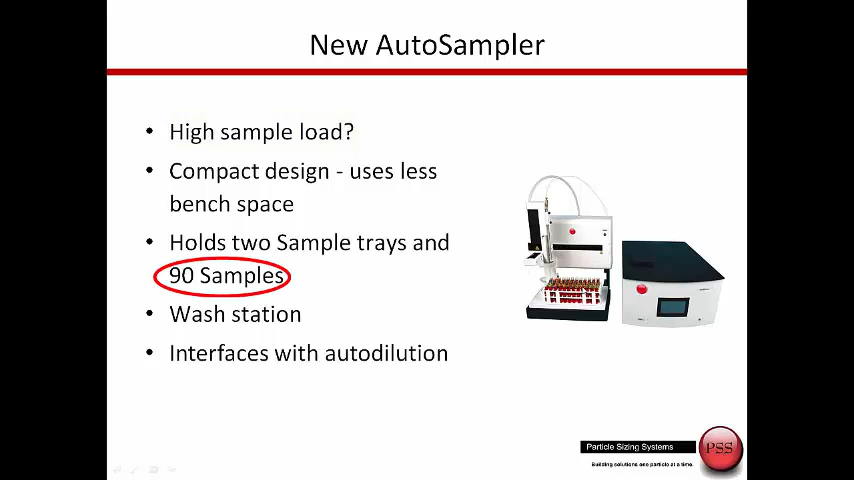 New AutoSampler
• High sample load?
• Compact design - uses less
bench space
• Holds two Sample trays and
90 Samples
• Wash station
• Interfaces with autodilution
Particle Sizing Systems
PSS
Building solutions one particle at a time.